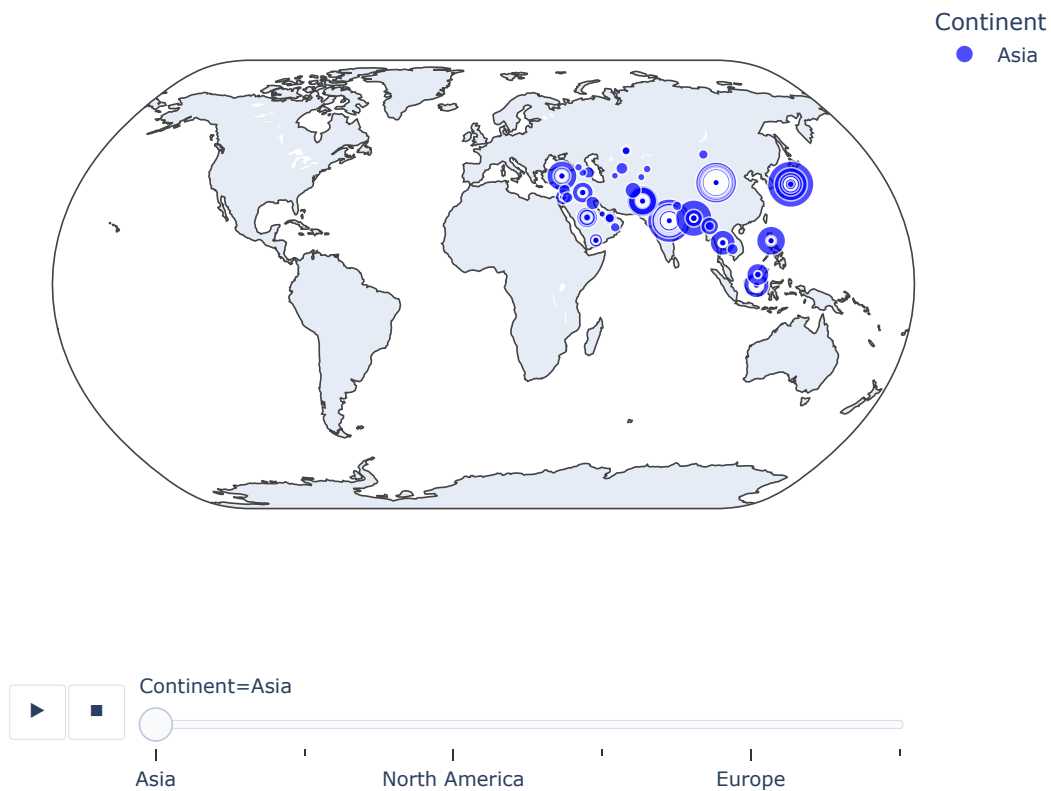 Continent
Asia
Continent=Asia
Asia
North America
Europe